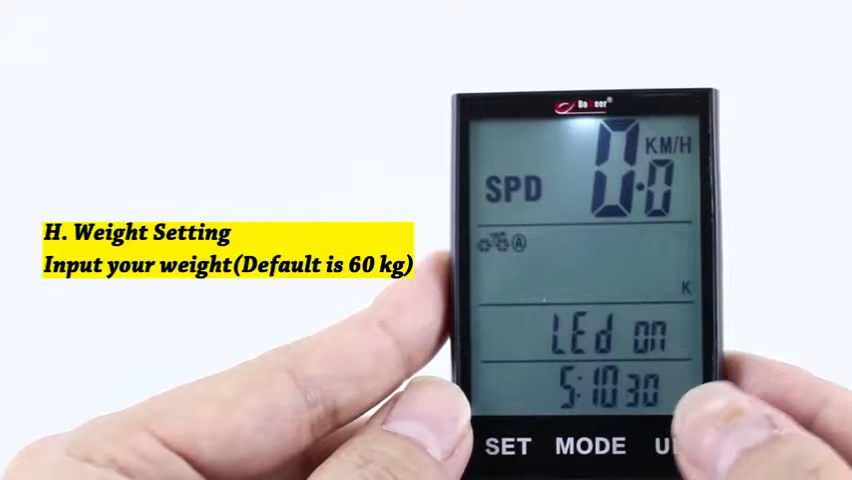 H. Weight Setting
Input your weight(Default is 60 kg)
DaBeer®
SPD 0.0 KM/H
A
K
LEd on
5:10 30
SET MODE